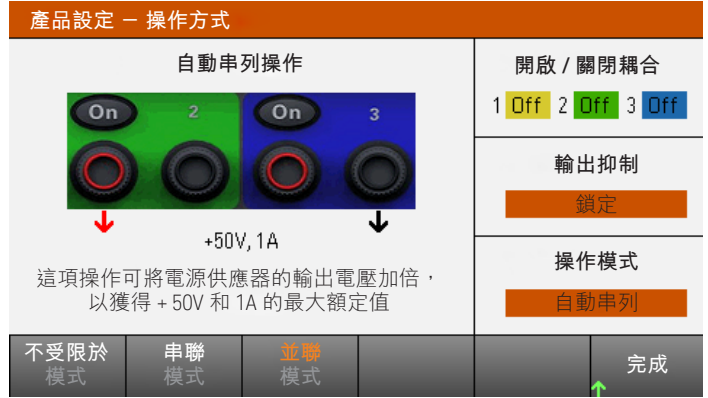 產品設定 – 操作方式
自動串列操作
On 2 On 3
+50V, 1A
這項操作可將電源供應器的輸出電壓加倍，
以獲得 + 50V 和 1A 的最大額定值
開啟 / 關閉耦合
1 Off 2 Off 3 Off
輸出抑制
鎖定
操作模式
自動串列
不受限於 串聯 並聯
模式 模式 模式
完成